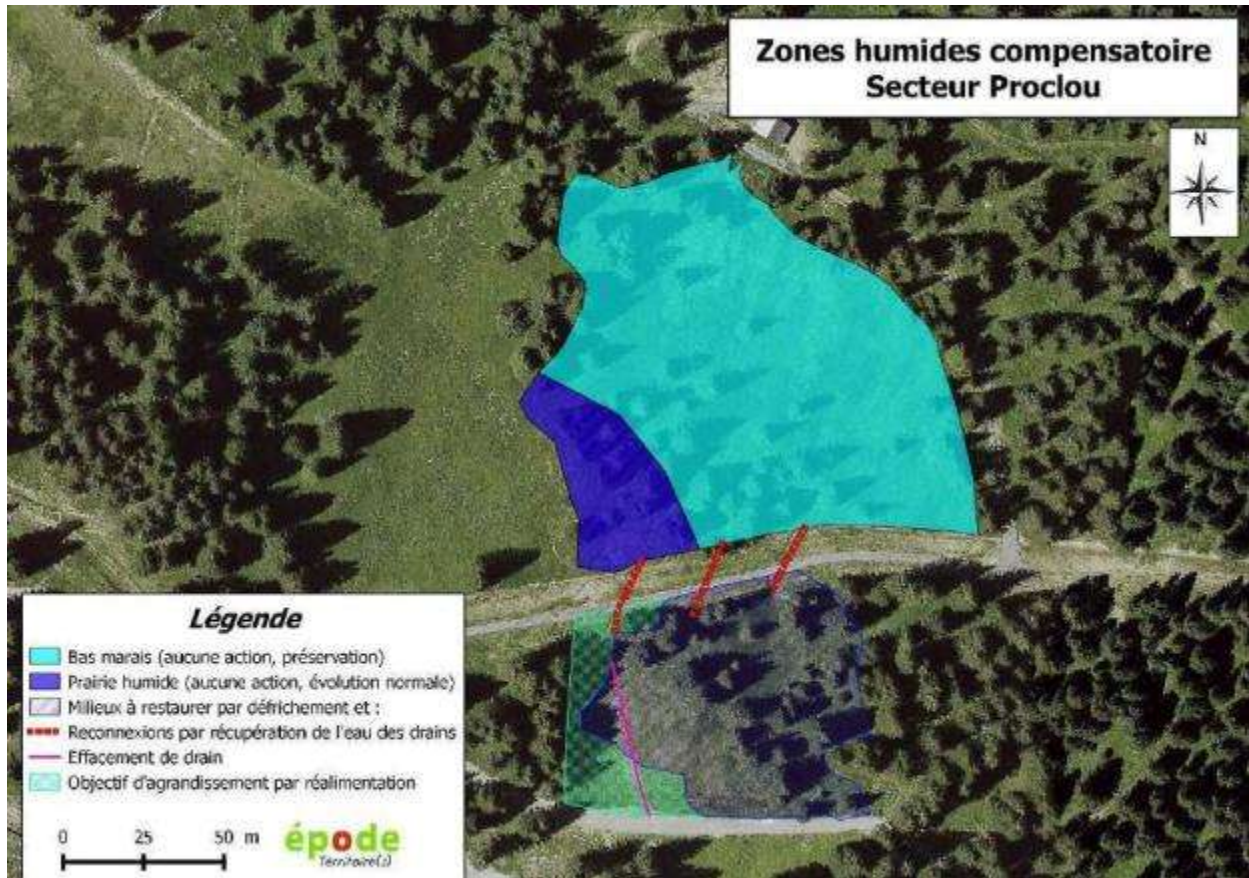 Zones humides compensatoire
Secteur Proclou
N
Légende
Bas marais (aucune action, préservation)
Prairie humide (aucune action, évolution normale)
Milieux à restaurer par défrichement et :
Reconnexions par récupération de l'eau des drains
Effacement de drain
Objectif d'agrandissement par réalimentation
0 25 50 m
épode
Territoire(s)